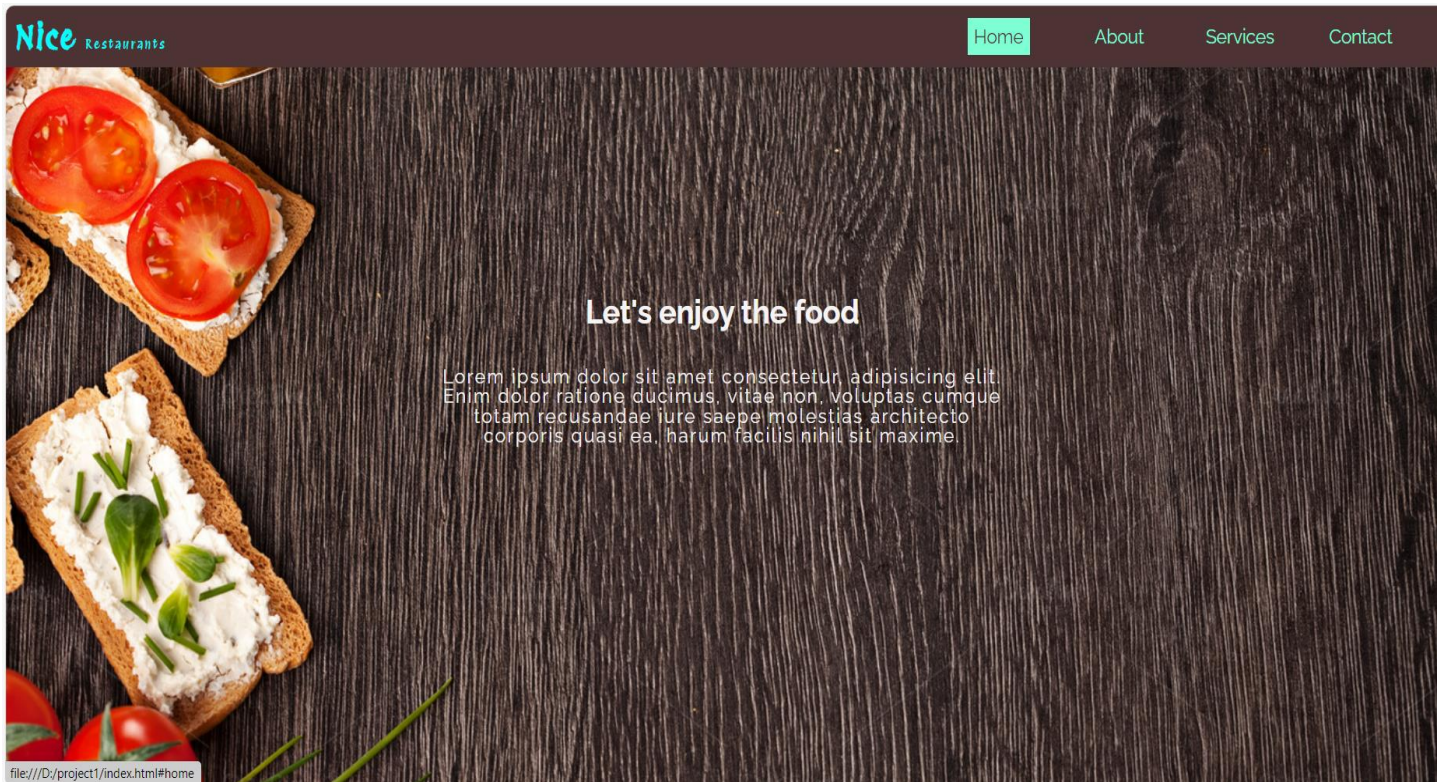 Nice Restaurants
Home About Services Contact
Let's enjoy the food
Lorem ipsum dolor sit amet consectetur, adipisicing elit.
Enim dolor ratione ducimus, vitae non, voluptas cumque
totam recusandae iure saepe molestias architecto
corporis quasi ea, harum facilis nihil sit maxime.
file:///D:/project1/index.html#home